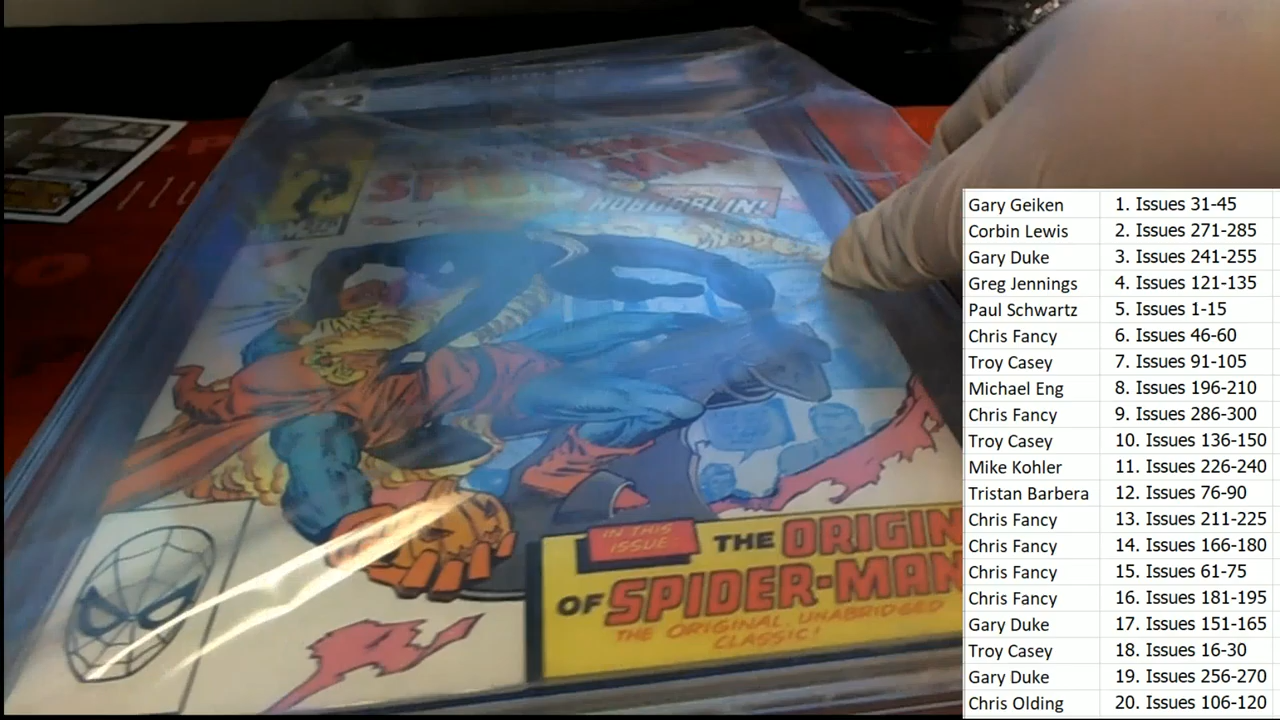 SPIDER-MAN
HOBGOBLIN!
IN THIS
ISSUE
THE ORIGIN
OF SPIDER-MAN
THE ORIGINAL, UNABRIDGED
CLASSIC!
Gary Geiken 1. Issues 31-45
Corbin Lewis 2. Issues 271-285
Gary Duke 3. Issues 241-255
Greg Jennings 4. Issues 121-135
Paul Schwartz 5. Issues 1-15
Chris Fancy 6. Issues 46-60
Troy Casey 7. Issues 91-105
Michael Eng 8. Issues 196-210
Chris Fancy 9. Issues 286-300
Troy Casey 10. Issues 136-150
Mike Kohler 11. Issues 226-240
Tristan Barbera 12. Issues 76-90
Chris Fancy 13. Issues 211-225
Chris Fancy 14. Issues 166-180
Chris Fancy 15. Issues 61-75
Chris Fancy 16. Issues 181-195
Gary Duke 17. Issues 151-165
Troy Casey 18. Issues 16-30
Gary Duke 19. Issues 256-270
Chris Olding 20. Issues 106-120